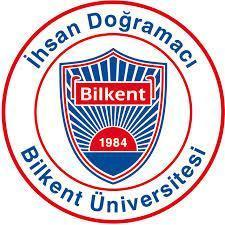 İhsan Doğramacı
Bilkent
1984
Bilkent Üniversitesi